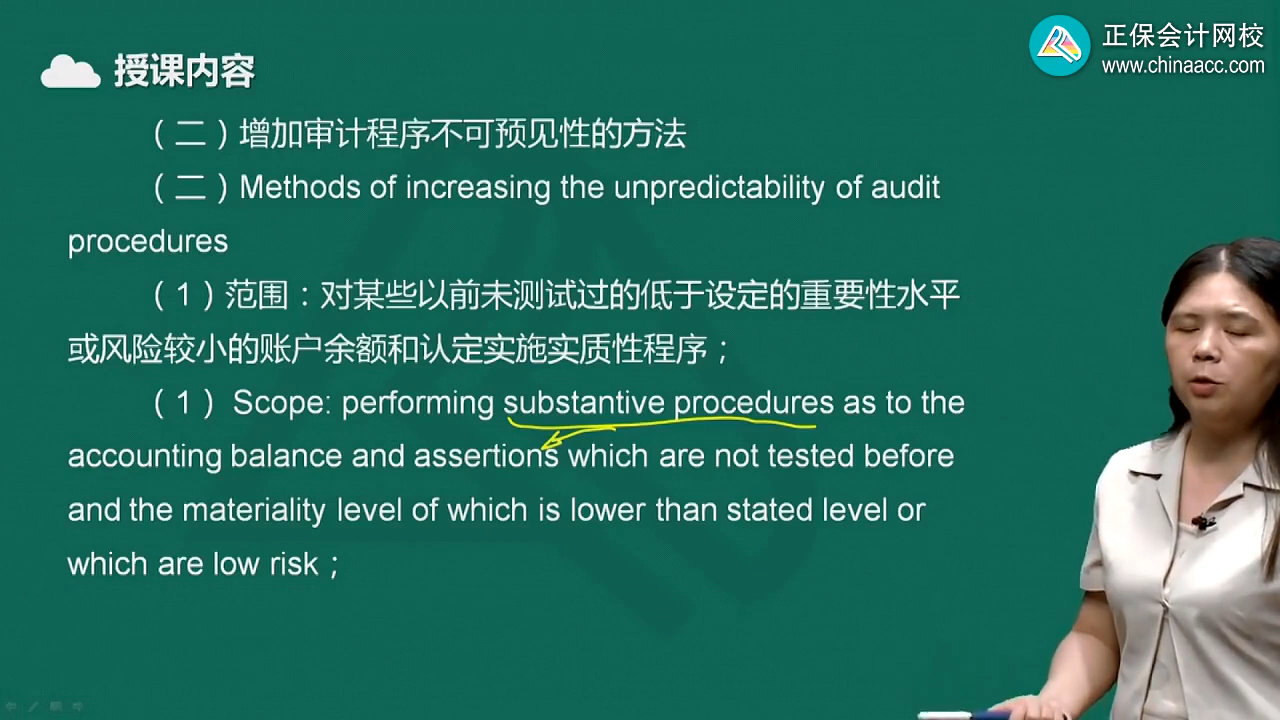 正保会计网校
www.chinaacc.com
授课内容
（二）增加审计程序不可预见性的方法
（二）Methods of increasing the unpredictability of audit
procedures
（1）范围：对某些以前未测试过的低于设定的重要性水平
或风险较小的账户余额和认定实施实质性程序；
（1） Scope: performing substantive procedures as to the
accounting balance and assertions which are not tested before
and the materiality level of which is lower than stated level or
which are low risk；